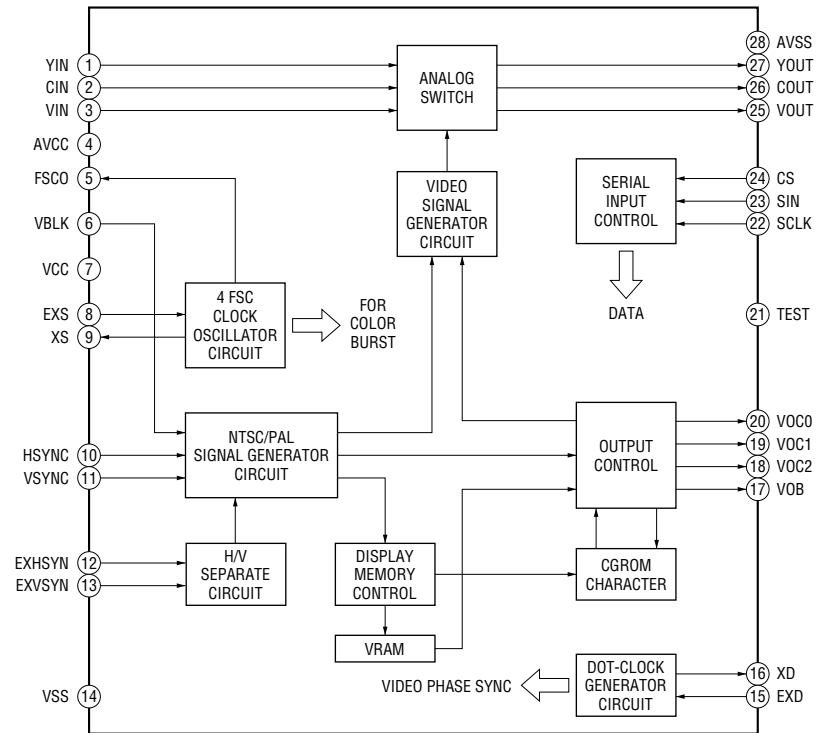 YIN 1
CIN 2
VIN 3
AVCC 4
FSCO 5
VBLK 6
VCC 7
EXS 8
XS 9
HSYNC 10
VSYNC 11
EXHSYN 12
EXVSYN 13
VSS 14
ANALOG
SWITCH
VIDEO
SIGNAL
GENERATOR
CIRCUIT
SERIAL
INPUT
CONTROL
DATA
4 FSC
CLOCK
OSCILLATOR
CIRCUIT
FOR
COLOR
BURST
NTSC/PAL
SIGNAL GENERATOR
CIRCUIT
OUTPUT
CONTROL
H/V
SEPARATE
CIRCUIT
DISPLAY
MEMORY
CONTROL
CGROM
CHARACTER
VRAM
VIDEO PHASE SYNC
DOT-CLOCK
GENERATOR
CIRCUIT
28 AVSS
27 YOUT
26 COUT
25 VOUT
24 CS
23 SIN
22 SCLK
21 TEST
20 VOC0
19 VOC1
18 VOC2
17 VOB
16 XD
15 EXD